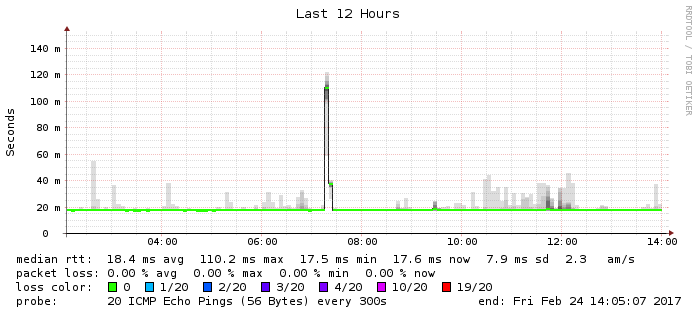 Last 12 Hours
RRDTOOL / TOBI OETIKER
Seconds
140 m
120 m
100 m
80 m
60 m
40 m
20 m
0
04:00 06:00 08:00 10:00 12:00 14:00
median rtt: 18.4 ms avg 110.2 ms max 17.5 ms min 17.6 ms now 7.9 ms sd 2.3 am/s
packet loss: 0.00 % avg 0.00 % max 0.00 % min 0.00 % now
loss color: 0 1/20 2/20 3/20 4/20 10/20 19/20
probe: 20 ICMP Echo Pings (56 Bytes) every 300s end: Fri Feb 24 14:05:07 2017